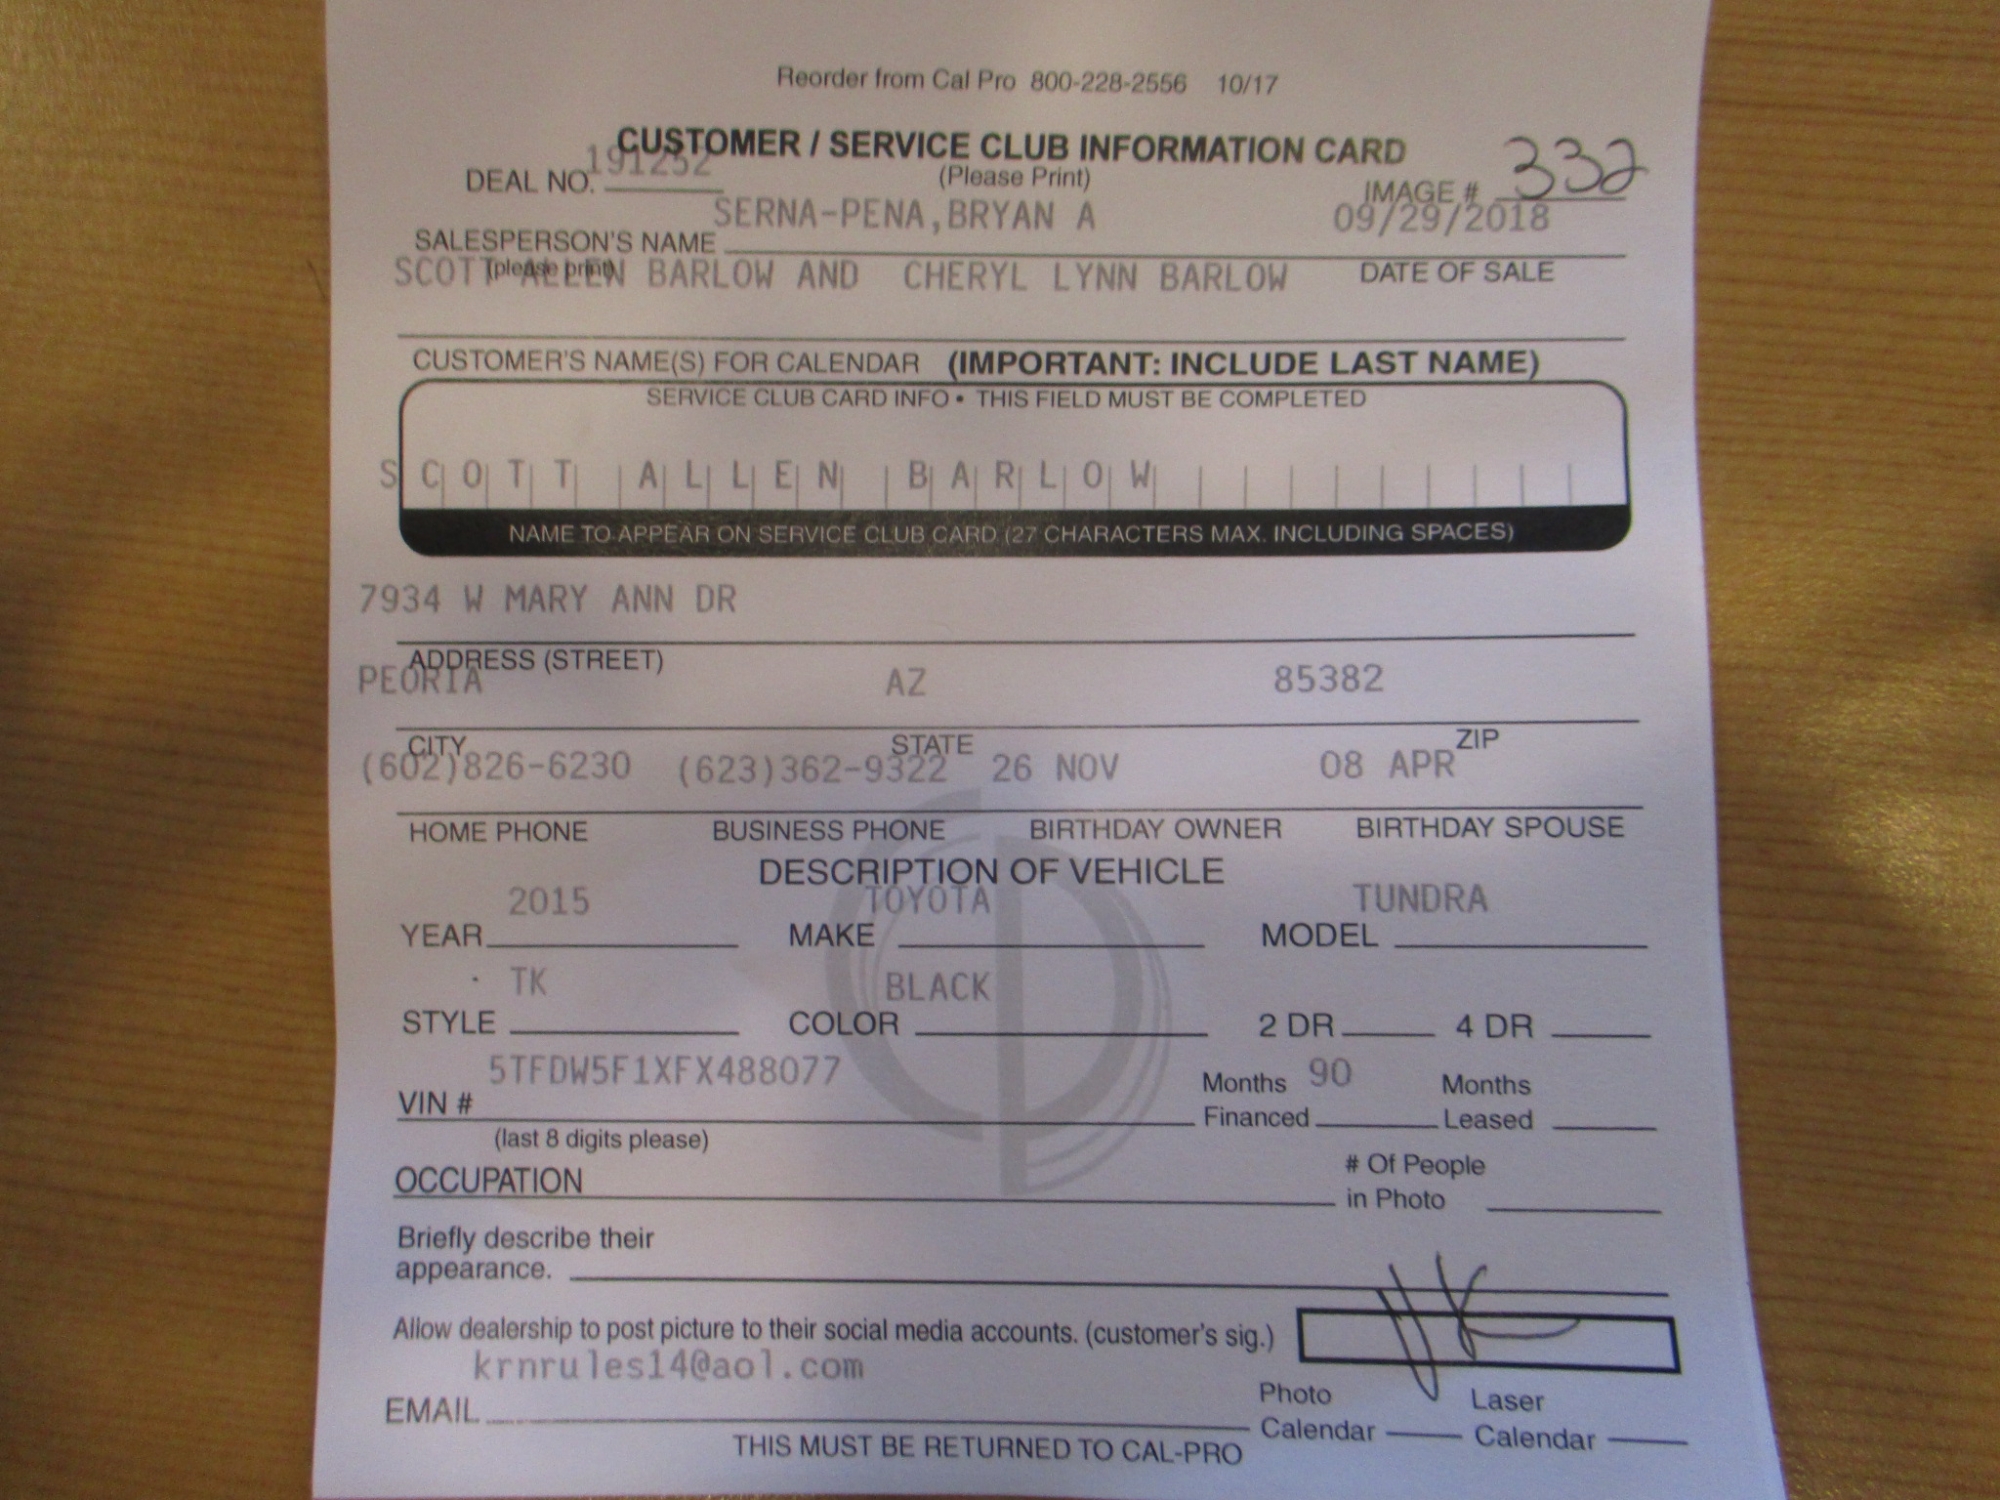 Reorder from Cal Pro 800-228-2556 10/17
CUSTOMER / SERVICE CLUB INFORMATION CARD
DEAL NO. 191252 (Please Print) IMAGE # 332
SERNA-PENA,BRYAN A 09/29/2018
SALESPERSON'S NAME
(please print) DATE OF SALE
SCOTT ALLEN BARLOW AND CHERYL LYNN BARLOW
CUSTOMER'S NAME(S) FOR CALENDAR (IMPORTANT: INCLUDE LAST NAME)
SERVICE CLUB CARD INFO • THIS FIELD MUST BE COMPLETED
SCOTT ALLEN BARLOW
NAME TO APPEAR ON SERVICE CLUB CARD (27 CHARACTERS MAX. INCLUDING SPACES)
7934 W MARY ANN DR
ADDRESS (STREET)
PEORIA AZ 85382
CITY STATE ZIP
(602)826-6230 (623)362-9322 26 NOV 08 APR
HOME PHONE BUSINESS PHONE BIRTHDAY OWNER BIRTHDAY SPOUSE
DESCRIPTION OF VEHICLE
2015 TOYOTA TUNDRA
YEAR MAKE MODEL
TK BLACK
STYLE COLOR 2 DR 4 DR
5TFDW5F1XFX488077 Months 90 Months
VIN # Financed Leased
(last 8 digits please)
OCCUPATION # Of People
in Photo
Briefly describe their
appearance.
Allow dealership to post picture to their social media accounts. (customer's sig.)
krnrules14@aol.com
EMAIL Photo Calendar Laser Calendar
THIS MUST BE RETURNED TO CAL-PRO